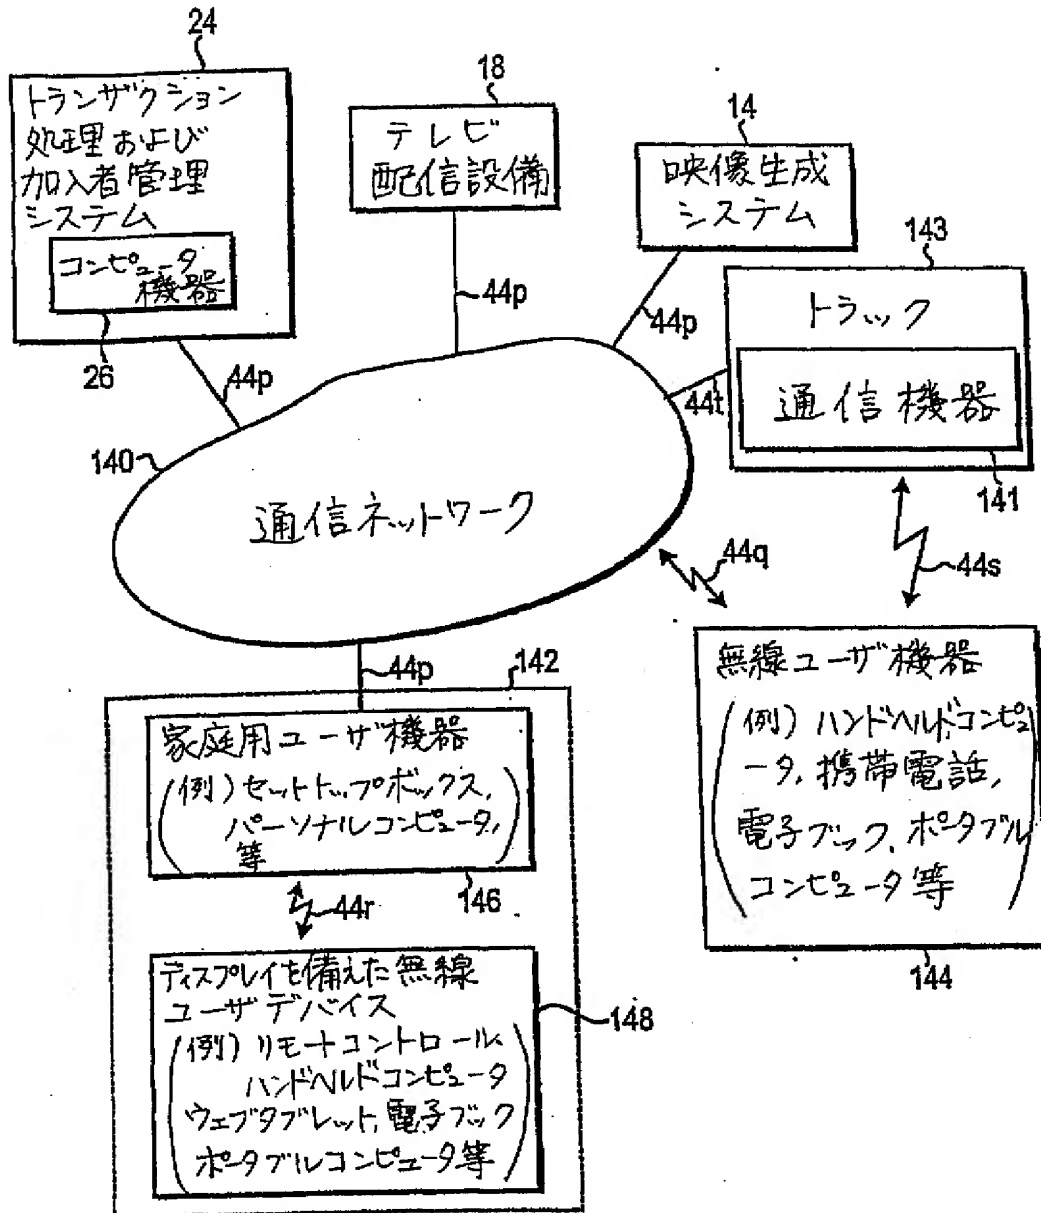 24
トランザクション
処理および
加入者管理
システム
コンピュータ
機器
26
44p
18
テレビ
配信設備
44p
14
映像生成
システム
44p
143
トラック
通信機器
141
44t
140
通信ネットワーク
44q
44s
44p
142
家庭用ユーザ機器
(例)セットトップボックス,
パーソナルコンピュータ,
等
146
44r
ディスプレイを備えた無線
ユーザデバイス
(例)リモートコントロール、
ハンドヘルドコンピュータ
ウェブタブレット,電子ブック
ポータブルコンピュータ等
148
無線ユーザ機器
(例)ハンドヘルドコンピュ
ータ,携帯電話,
電子ブック、ポータブル
コンピュータ等
144